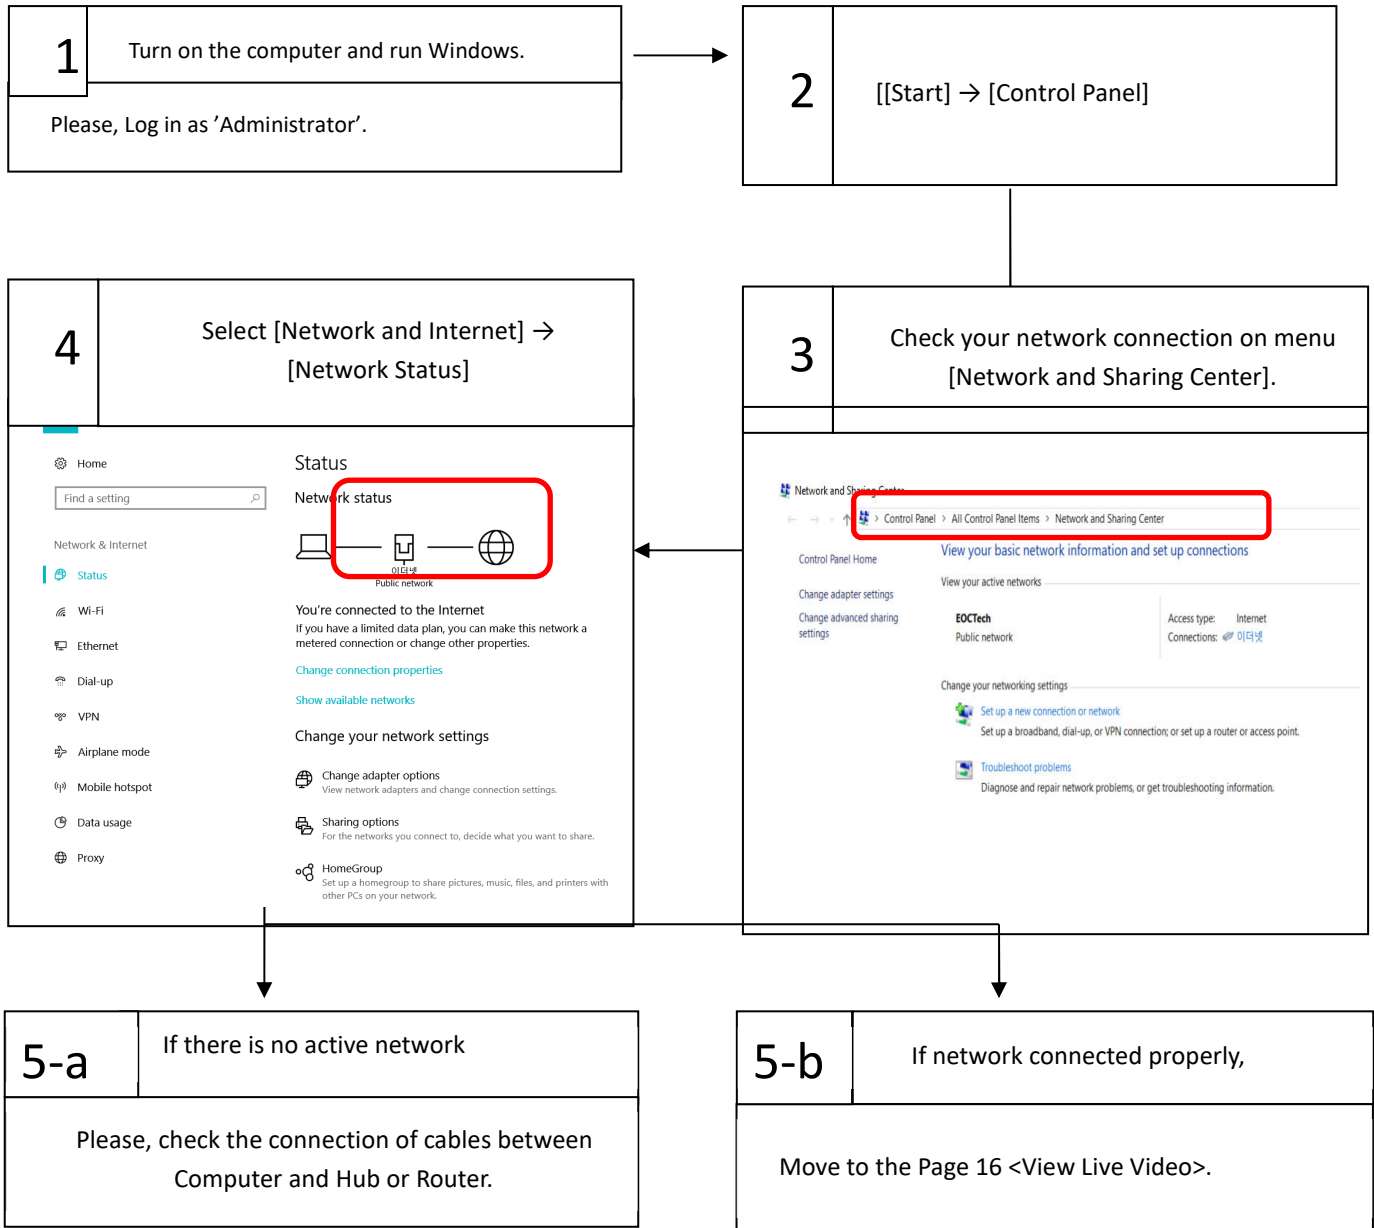 1
Turn on the computer and run Windows.
Please, Log in as ’Administrator’.
2
[[Start] → [Control Panel]
4
Select [Network and Internet] →
[Network Status]
Home
Find a setting
Network & Internet
Status
Wi-Fi
Ethernet
Dial-up
VPN
Airplane mode
Mobile hotspot
Data usage
Proxy
Status
Network status
이더넷
Public network
You're connected to the Internet
If you have a limited data plan, you can make this network a
metered connection or change other properties.
Change connection properties
Show available networks
Change your network settings
Change adapter options
View network adapters and change connection settings.
Sharing options
For the networks you connect to, decide what you want to share.
HomeGroup
Set up a homegroup to share pictures, music, files, and printers with
other PCs on your network.
3
Check your network connection on menu
[Network and Sharing Center].
Network and Sharing Center
> Control Panel > All Control Panel Items > Network and Sharing Center
Control Panel Home
Change adapter settings
Change advanced sharing
settings
View your basic network information and set up connections
View your active networks
EOCTech
Public network
Access type: Internet
Connections: 이더넷
Change your networking settings
Set up a new connection or network
Set up a broadband, dial-up, or VPN connection; or set up a router or access point.
Troubleshoot problems
Diagnose and repair network problems, or get troubleshooting information.
5-a
If there is no active network
Please, check the connection of cables between
Computer and Hub or Router.
5-b
If network connected properly,
Move to the Page 16 <View Live Video>.